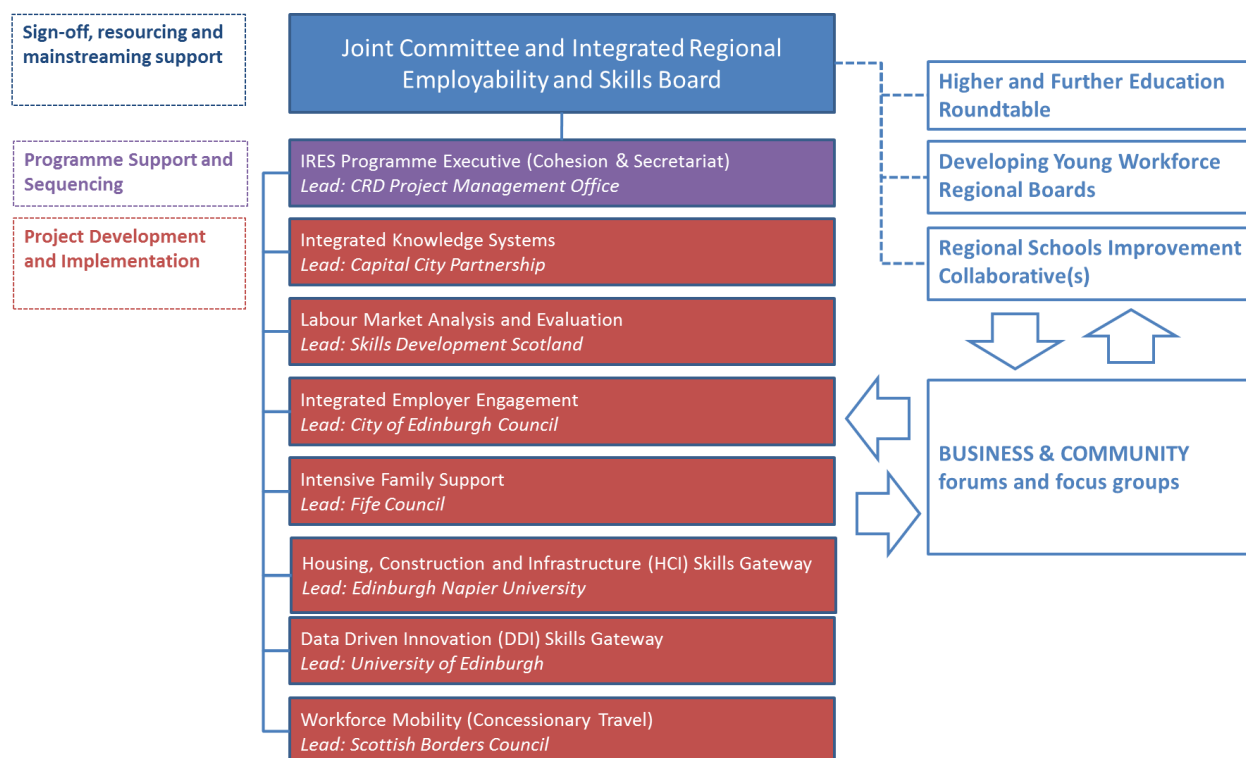 Sign-off, resourcing and
mainstreaming support
Joint Committee and Integrated Regional
Employability and Skills Board
Higher and Further Education
Roundtable
Developing Young Workforce
Regional Boards
Regional Schools Improvement
Collaborative(s)
Programme Support and
Sequencing
IRES Programme Executive (Cohesion & Secretariat)
Lead: CRD Project Management Office
Project Development
and Implementation
Integrated Knowledge Systems
Lead: Capital City Partnership
Labour Market Analysis and Evaluation
Lead: Skills Development Scotland
Integrated Employer Engagement
Lead: City of Edinburgh Council
Intensive Family Support
Lead: Fife Council
Housing, Construction and Infrastructure (HCI) Skills Gateway
Lead: Edinburgh Napier University
Data Driven Innovation (DDI) Skills Gateway
Lead: University of Edinburgh
Workforce Mobility (Concessionary Travel)
Lead: Scottish Borders Council
BUSINESS & COMMUNITY
forums and focus groups